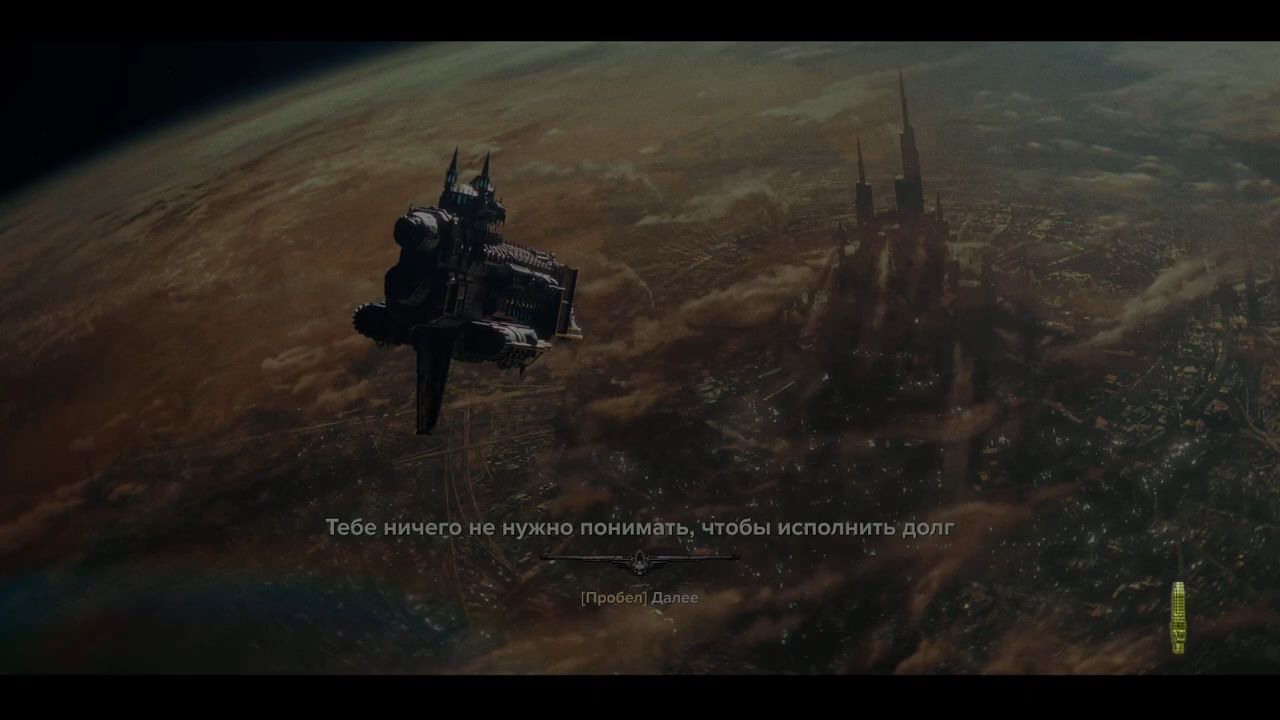 Тебе ничего не нужно понимать, чтобы исполнить долг
[Пробел] Далее